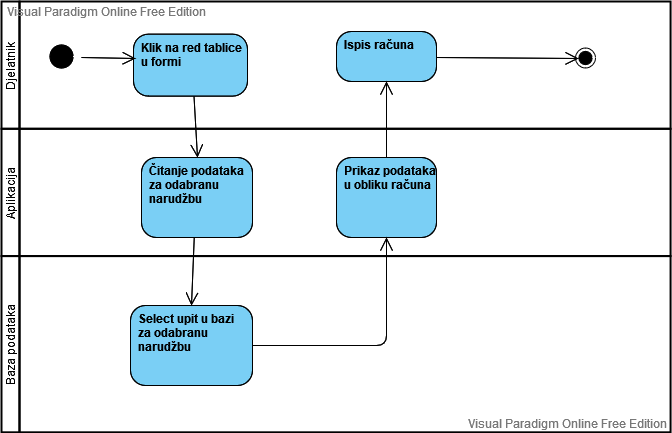 Visual Paradigm Online Free Edition
Djelatnik
Klik na red tablice
u formi
Ispis računa
Aplikacija
Čitanje podataka
za odabranu
narudžbu
Prikaz podataka
u obliku računa
Baza podataka
Select upit u bazi
za odabranu
narudžbu
Visual Paradigm Online Free Edition